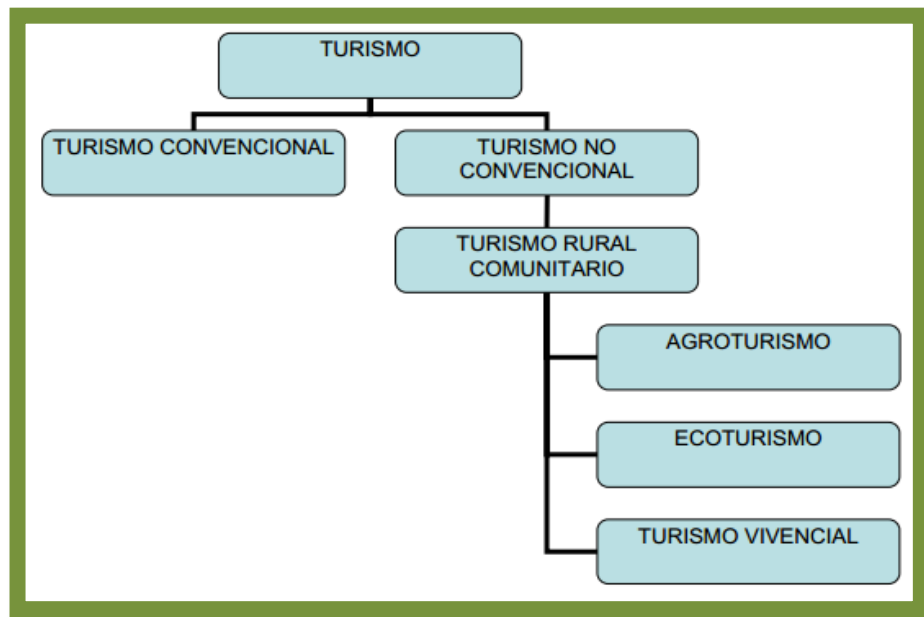 TURISMO
TURISMO CONVENCIONAL
TURISMO NO
CONVENCIONAL
TURISMO RURAL
COMUNITARIO
AGROTURISMO
ECOTURISMO
TURISMO VIVENCIAL